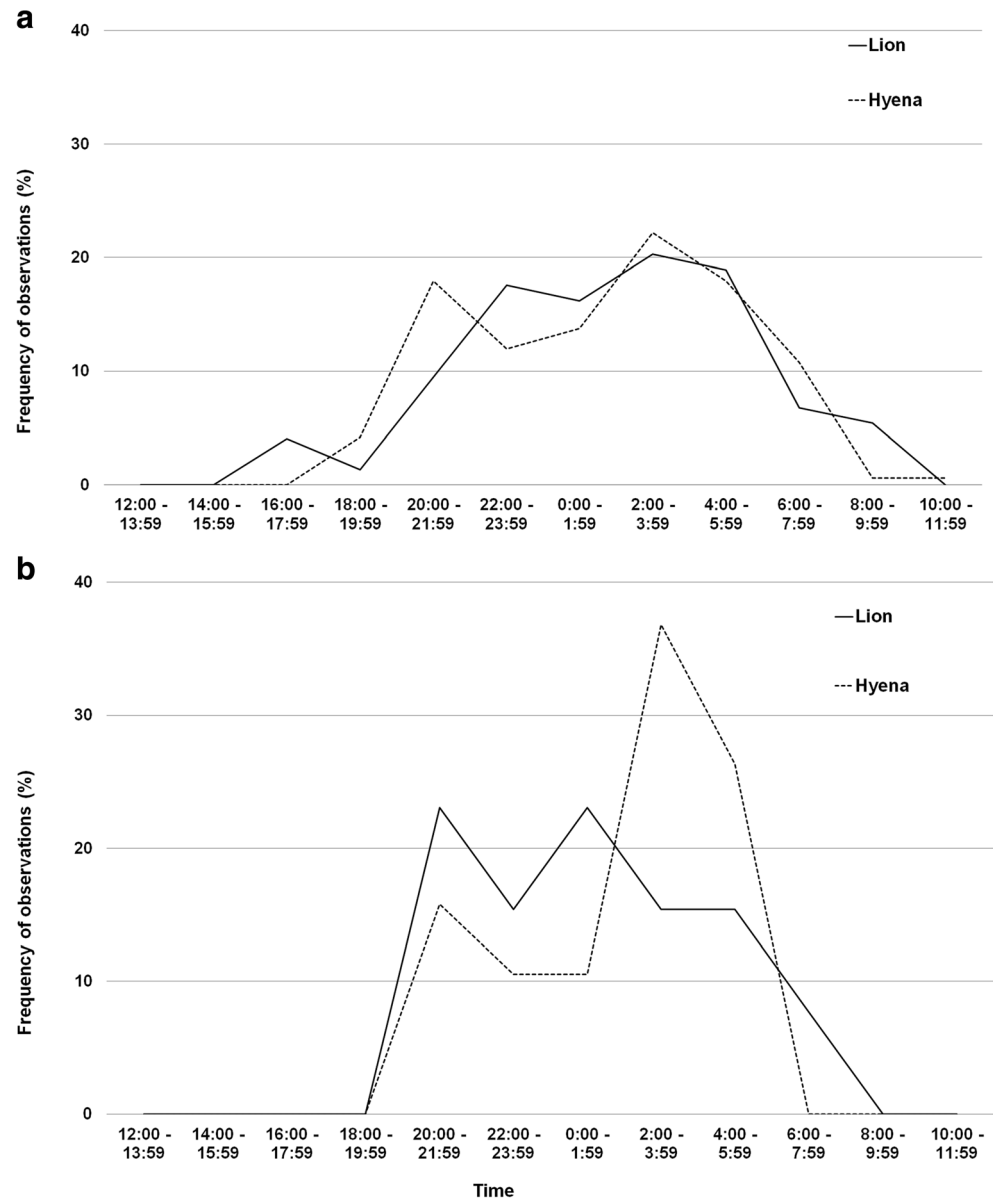 a
40
30
20
10
0
Frequency of observations (%)
Lion
Hyena
12:00 - 14:00 - 16:00 - 18:00 - 20:00 - 22:00 - 0:00 - 2:00 - 4:00 - 6:00 - 8:00 - 10:00 -
13:59 15:59 17:59 19:59 21:59 23:59 1:59 3:59 5:59 7:59 9:59 11:59
b
40
30
20
10
0
Frequency of observations (%)
Lion
Hyena
12:00 - 14:00 - 16:00 - 18:00 - 20:00 - 22:00 - 0:00 - 2:00 - 4:00 - 6:00 - 8:00 - 10:00 -
13:59 15:59 17:59 19:59 21:59 23:59 1:59 3:59 5:59 7:59 9:59 11:59
Time